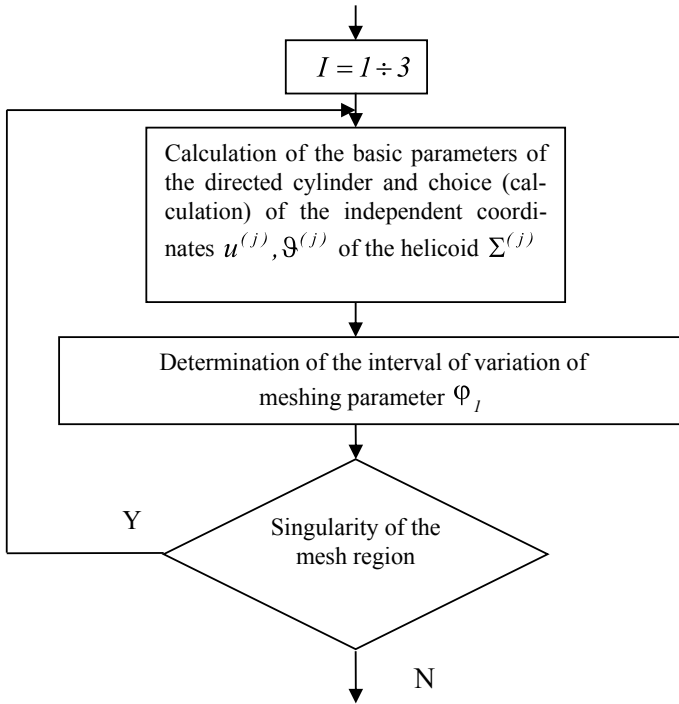 I = 1 ÷ 3
Calculation of the basic parameters of
the directed cylinder and choice (cal-
culation) of the independent coordi-
nates u^(j), ϑ^(j) of the helicoid Σ^(j)
Determination of the interval of variation of
meshing parameter φ_1
Y
Singularity of the
mesh region
N